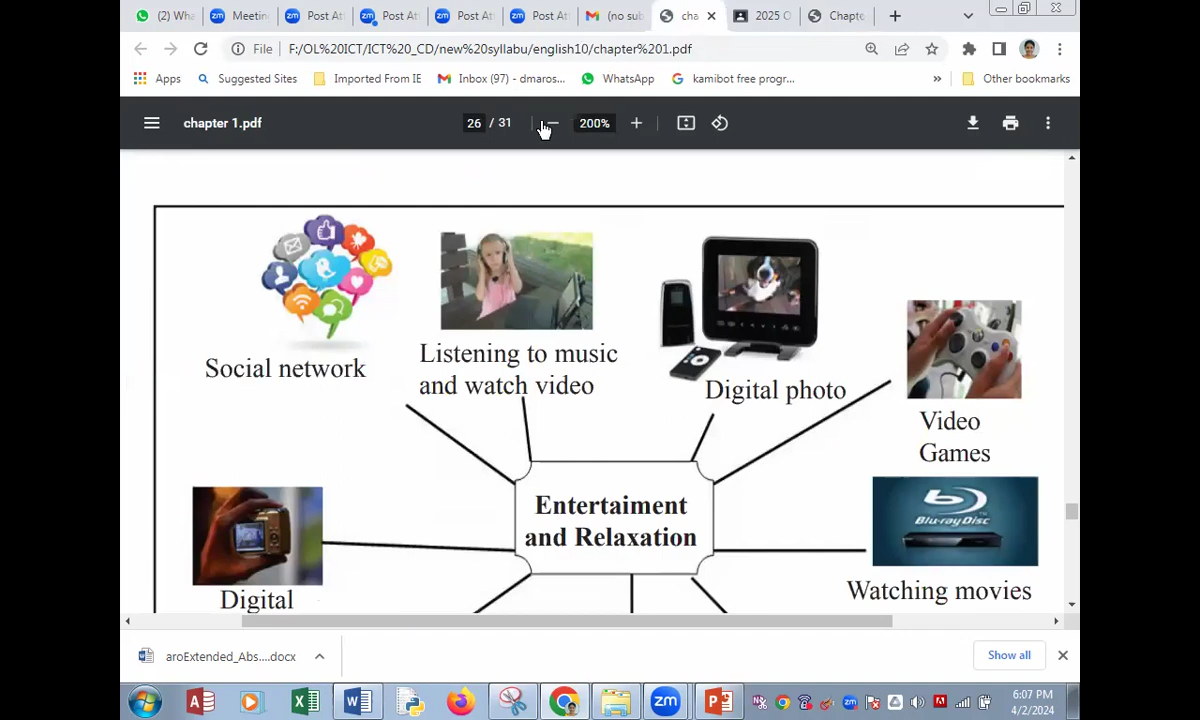 (2) Wha
Meetin
Post At
Post At
Post At
Post At
(no sub
cha
2025 O
Chapte
File
F:/OL%20ICT/ICT%20_CD/new%20syllabu/english10/chapter%201.pdf
Apps
Suggested Sites
Imported From IE
Inbox (97) - dmaros...
WhatsApp
kamibot free progr...
»
Other bookmarks
chapter 1.pdf
26 / 31
200%
Social network
Listening to music
and watch video
Digital photo
Video
Games
Entertaiment
and Relaxation
Blu-ray Disc
Digital
Watching movies
aroExtended_Abs....docx
Show all
6:07 PM
4/2/2024